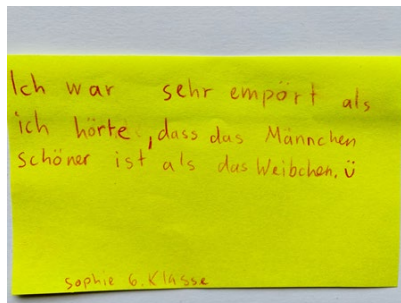 Ich war sehr empört als
ich hörte, dass das Männchen
schöner ist als das Weibchen. Ü
sophie 6. Klasse